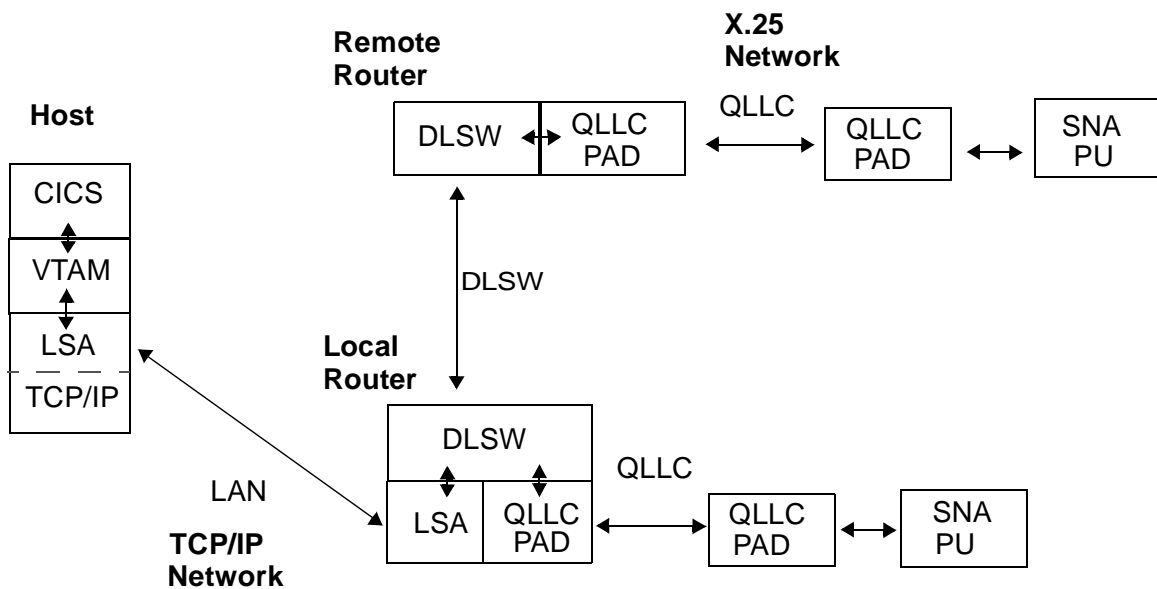 X.25
Network
Remote
Router
Host
QLLC
DLSW
QLLC
PAD
QLLC
PAD
SNA
PU
CICS
VTAM
LSA
TCP/IP
DLSW
Local
Router
DLSW
LSA
QLLC
PAD
QLLC
QLLC
PAD
SNA
PU
LAN
TCP/IP
Network